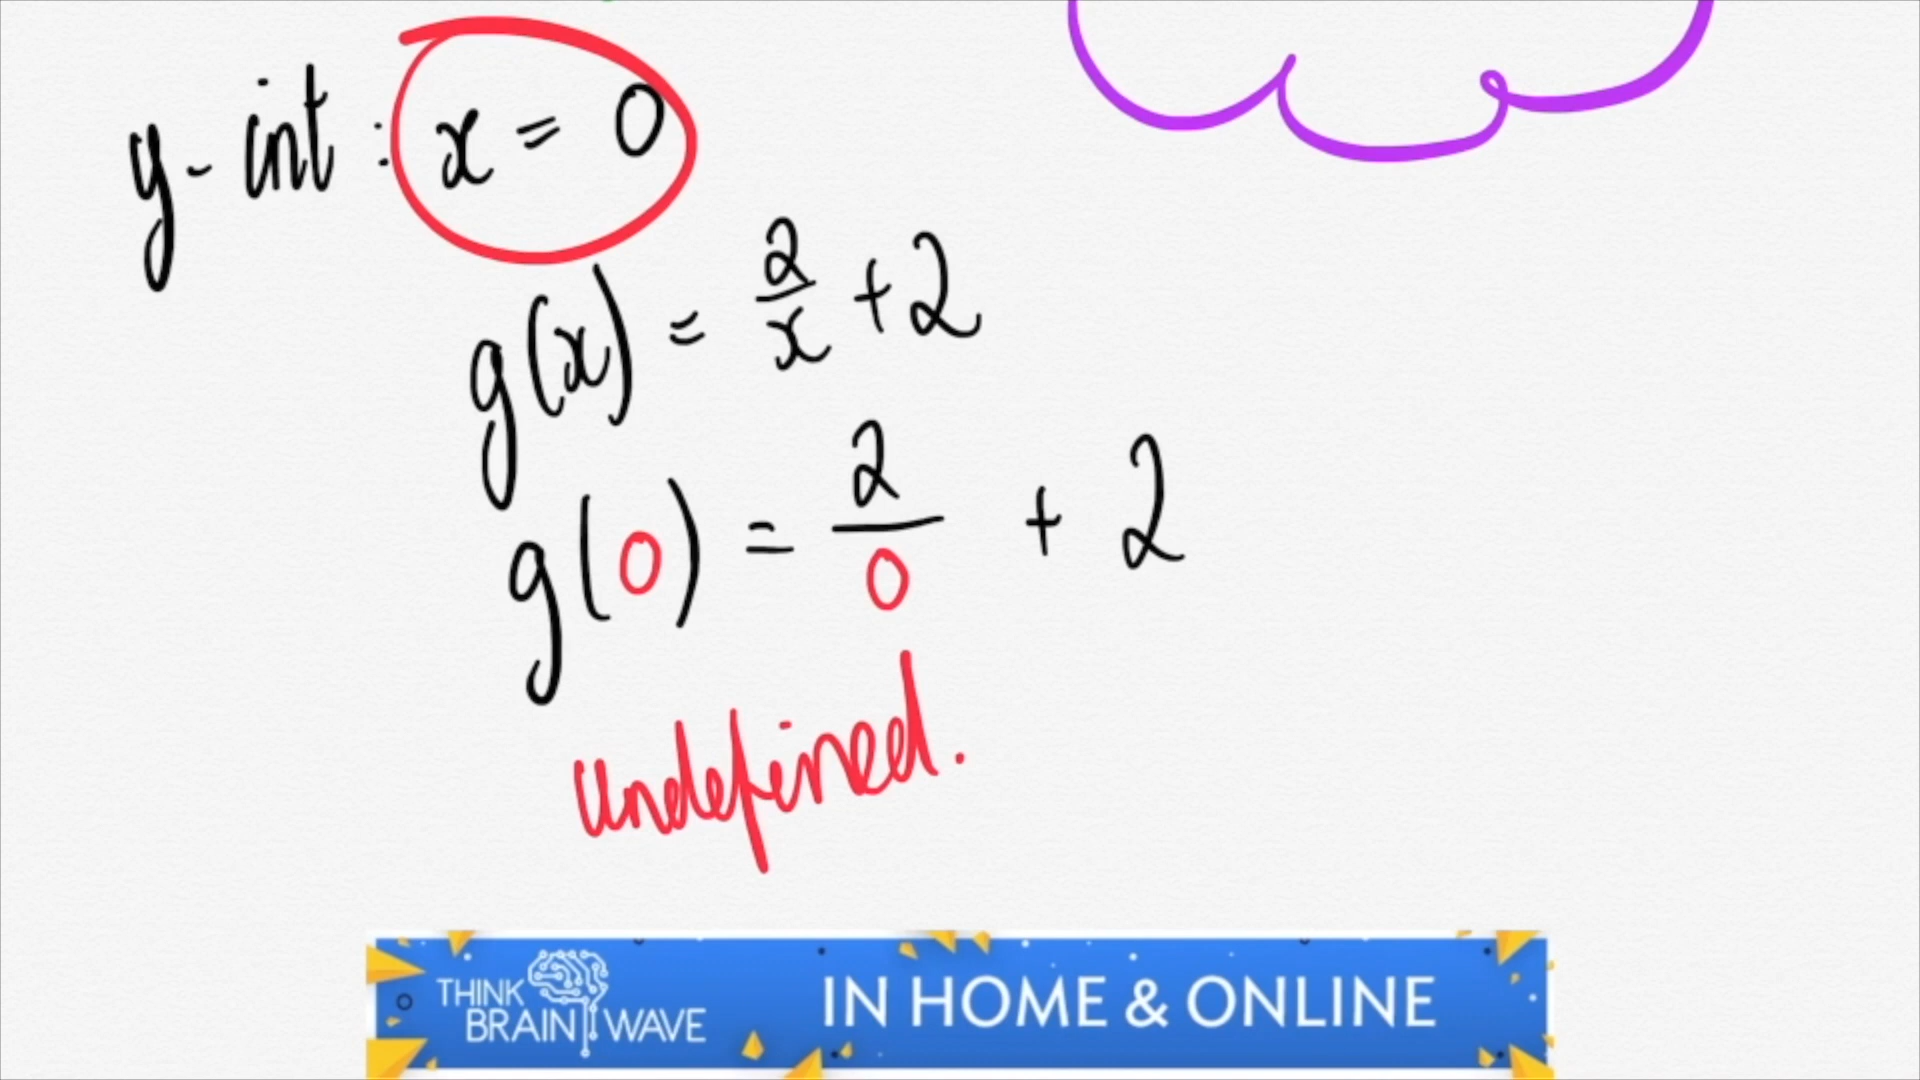 y-int : x = 0
g(x) = 2/x + 2
g(0) = 2/0 + 2
undefined.
THINK
BRAIN WAVE
IN HOME & ONLINE